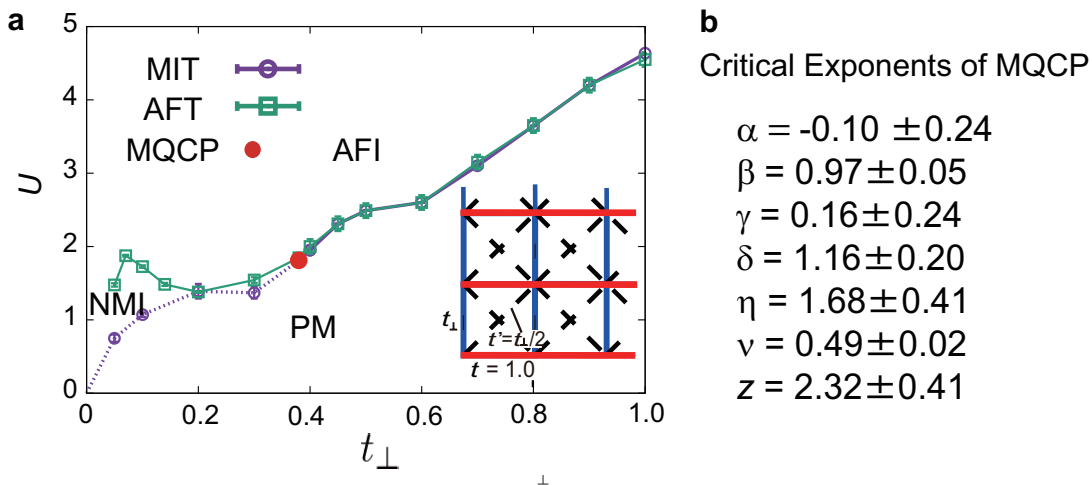 a
b
5
4
3
2
1
0
U
MIT
AFT
MQCP
AFI
NMI
PM
t⊥
t'=t⊥/2
t = 1.0
0
0.2
0.4
0.6
0.8
1.0
t⊥
⊥
Critical Exponents of MQCP
α = -0.10 ±0.24
β = 0.97±0.05
γ = 0.16±0.24
δ = 1.16±0.20
η = 1.68±0.41
ν = 0.49±0.02
z = 2.32±0.41